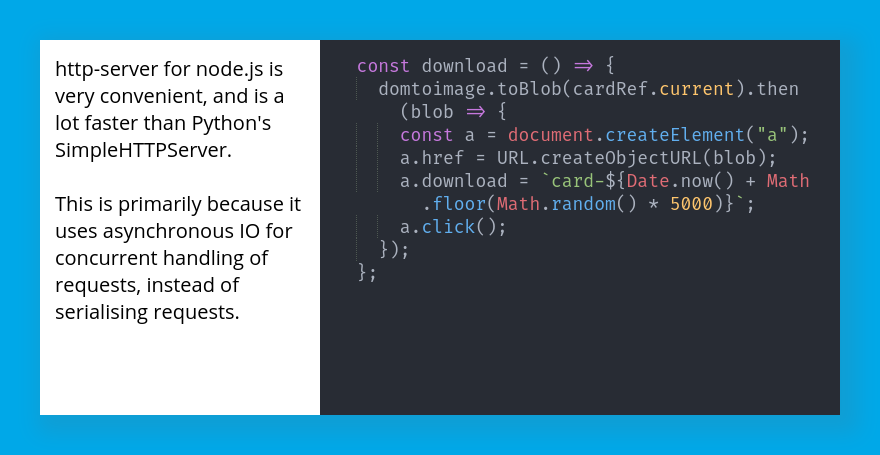 http-server for node.js is
very convenient, and is a
lot faster than Python's
SimpleHTTPServer.
This is primarily because it
uses asynchronous IO for
concurrent handling of
requests, instead of
serialising requests.
const download = () => {
domtoimage.toBlob(cardRef.current).then
(blob => {
const a = document.createElement("a");
a.href = URL.createObjectURL(blob);
a.download = `card-${Date.now() + Math
.floor(Math.random() * 5000)}`;
a.click();
});
};